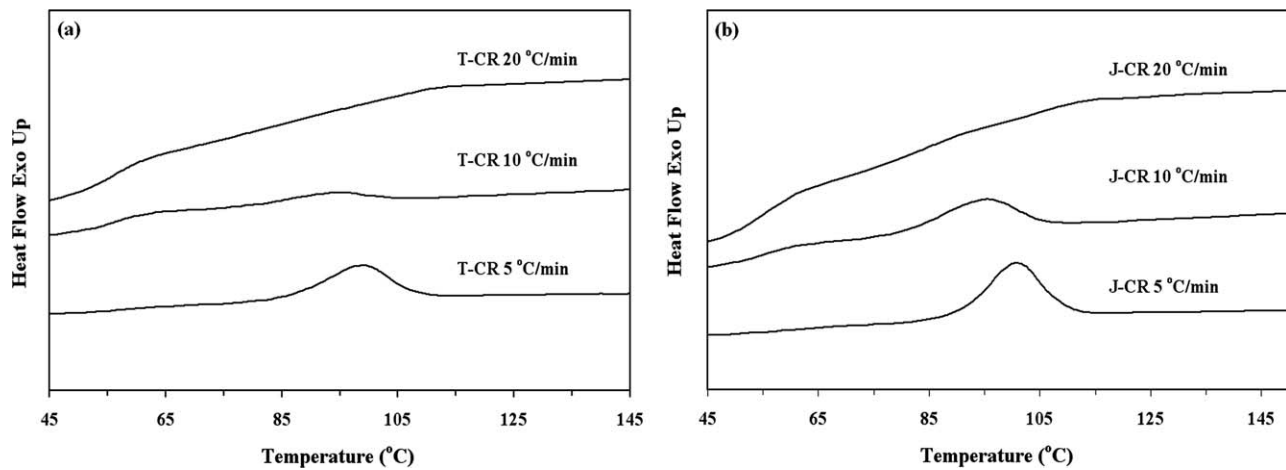 (a)
T-CR 20 °C/min
T-CR 10 °C/min
T-CR 5 °C/min
Heat Flow Exo Up
45 65 85 105 125 145
Temperature (°C)
(b)
J-CR 20 °C/min
J-CR 10 °C/min
J-CR 5 °C/min
Heat Flow Exo Up
45 65 85 105 125 145
Temperature (°C)